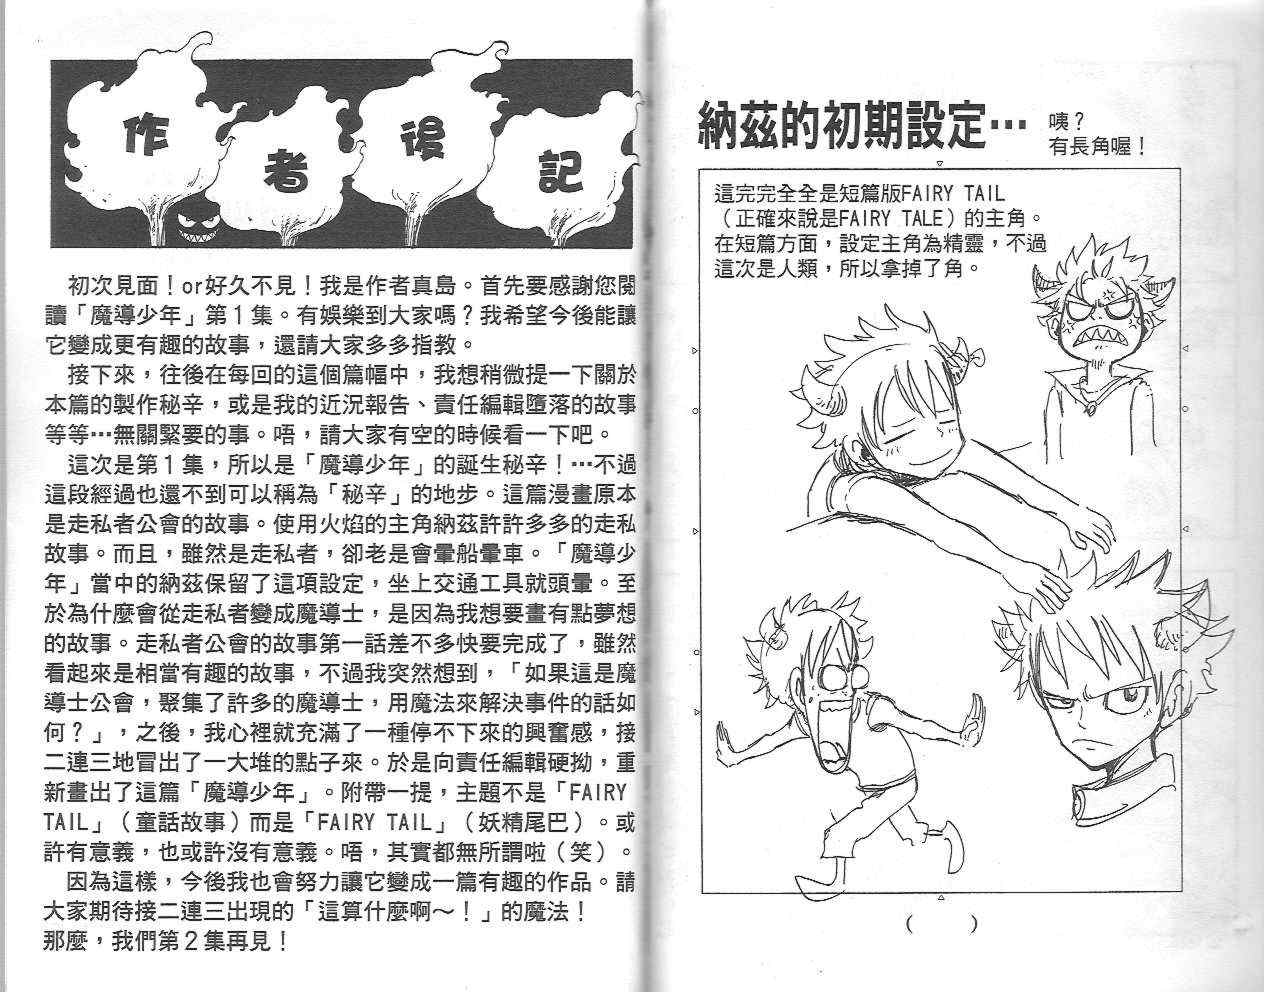 作者後記
初次見面！or好久不見！我是作者真島。首先要感謝您閱
讀「魔導少年」第１集。有娛樂到大家嗎？我希望今後能讓
它變成更有趣的故事，還請大家多多指教。
接下來，往後在每回的這個篇幅中，我想稍微提一下關於
本篇的製作秘辛，或是我的近況報告、責任編輯墮落的故事
等等…無關緊要的事。唔，請大家有空的時候看一下吧。
這次是第１集，所以是「魔導少年」的誕生秘辛！…不過
這段經過也還不到可以稱為「秘辛」的地步。這篇漫畫原本
是走私者公會的故事。使用火焰的主角納茲許許多多的走私
故事。而且，雖然是走私者，卻老是會暈船暈車。「魔導少
年」當中的納茲保留了這項設定，坐上交通工具就頭暈。至
於為什麼會從走私者變成魔導士，是因為我想要畫有點夢想
的故事。走私者公會的故事第一話差不多快要完成了，雖然
看起來是相當有趣的故事，不過我突然想到，「如果這是魔
導士公會，聚集了許多的魔導士，用魔法來解決事件的話如
何？」，之後，我心裡就充滿了一種停不下來的興奮感，接
二連三地冒出了一大堆的點子來。於是向責任編輯硬拗，重
新畫出了這篇「魔導少年」。附帶一提，主題不是「FAIRY
TAIL」（童話故事）而是「FAIRY TAIL」（妖精尾巴）。或
許有意義，也或許沒有意義。唔，其實都無所謂啦（笑）。
因為這樣，今後我也會努力讓它變成一篇有趣的作品。請
大家期待接二連三出現的「這算什麼啊～！」的魔法！
那麼，我們第２集再見！
納茲的初期設定…
咦？
有長角喔！
這完完全全是短篇版FAIRY TAIL
（正確來說是FAIRY TALE）的主角。
在短篇方面，設定主角為精靈，不過
這次是人類，所以拿掉了角。
（　　）